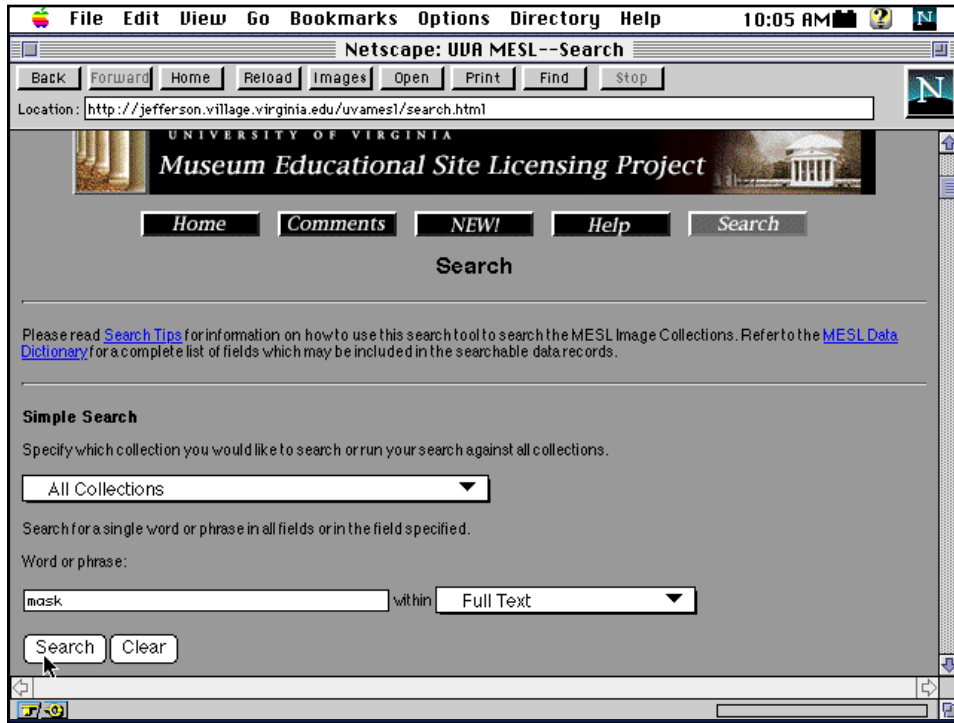 File Edit View Go Bookmarks Options Directory Help 10:05 AM
Netscape: UVA MESL--Search
Back Forward Home Reload Images Open Print Find Stop
Location: http://jefferson.village.virginia.edu/uvamesl/search.html
N
UNIVERSITY OF VIRGINIA
Museum Educational Site Licensing Project
Home Comments NEW! Help Search
Search
Please read Search Tips for information on how to use this search tool to search the MESL Image Collections. Refer to the MESL Data
Dictionary for a complete list of fields which may be included in the searchable data records.
Simple Search
Specify which collection you would like to search or run your search against all collections.
All Collections
Search for a single word or phrase in all fields or in the field specified.
Word or phrase:
mask within Full Text
Search Clear